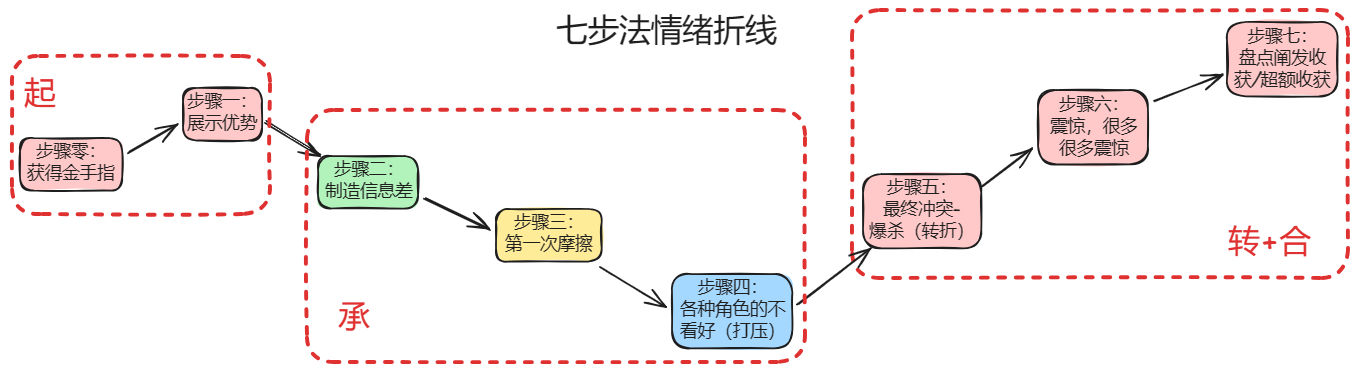 七步法情绪折线
起
步骤零：
获得金手指
步骤一：
展示优势
承
步骤二：
制造信息差
步骤三：
第一次摩擦
步骤四：
各种角色的不
看好（打压）
步骤五：
最终冲突-
爆杀（转折）
步骤六：
震惊，很多
很多震惊
步骤七：
盘点阐发收
获/超额收获
转+合